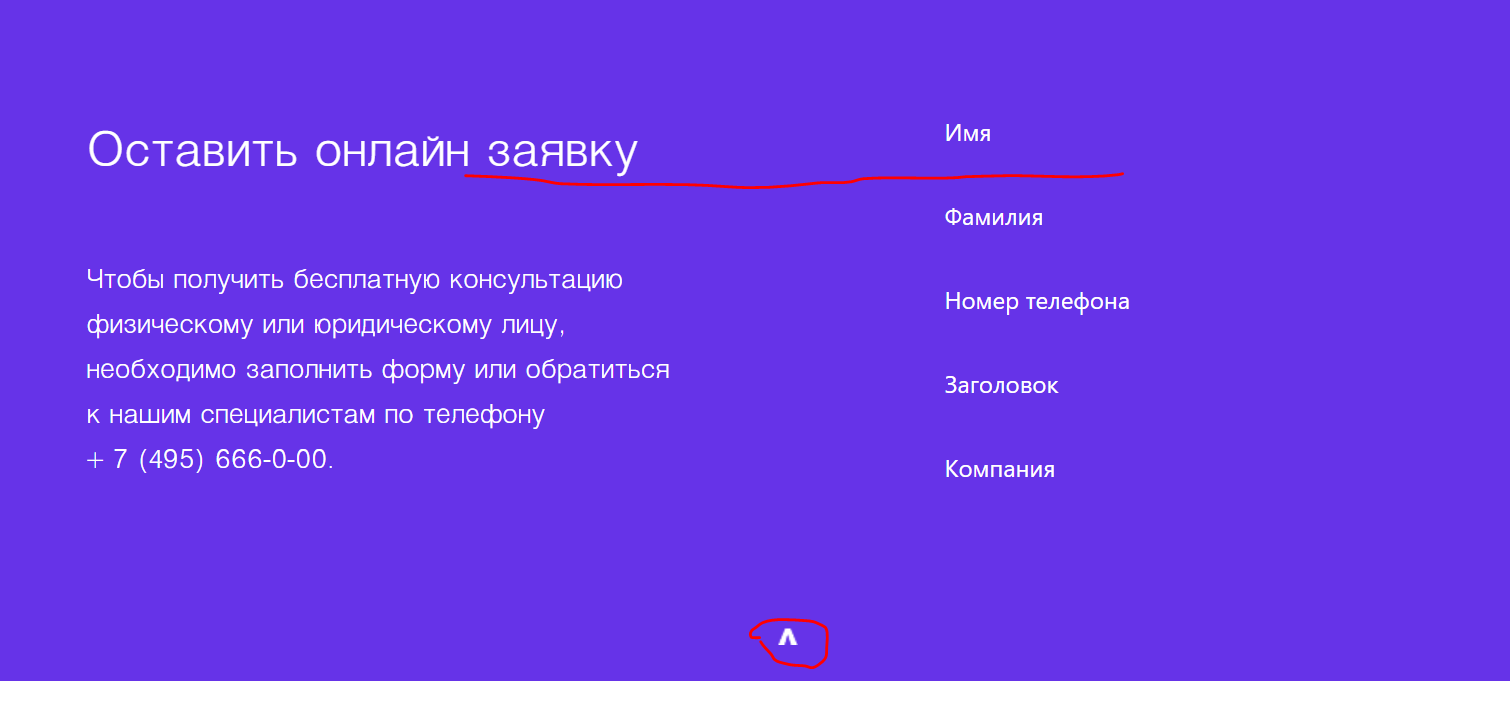 Оставить онлайн заявку
Чтобы получить бесплатную консультацию
физическому или юридическому лицу,
необходимо заполнить форму или обратиться
к нашим специалистам по телефону
+ 7 (495) 666-0-00.
Имя
Фамилия
Номер телефона
Заголовок
Компания
^